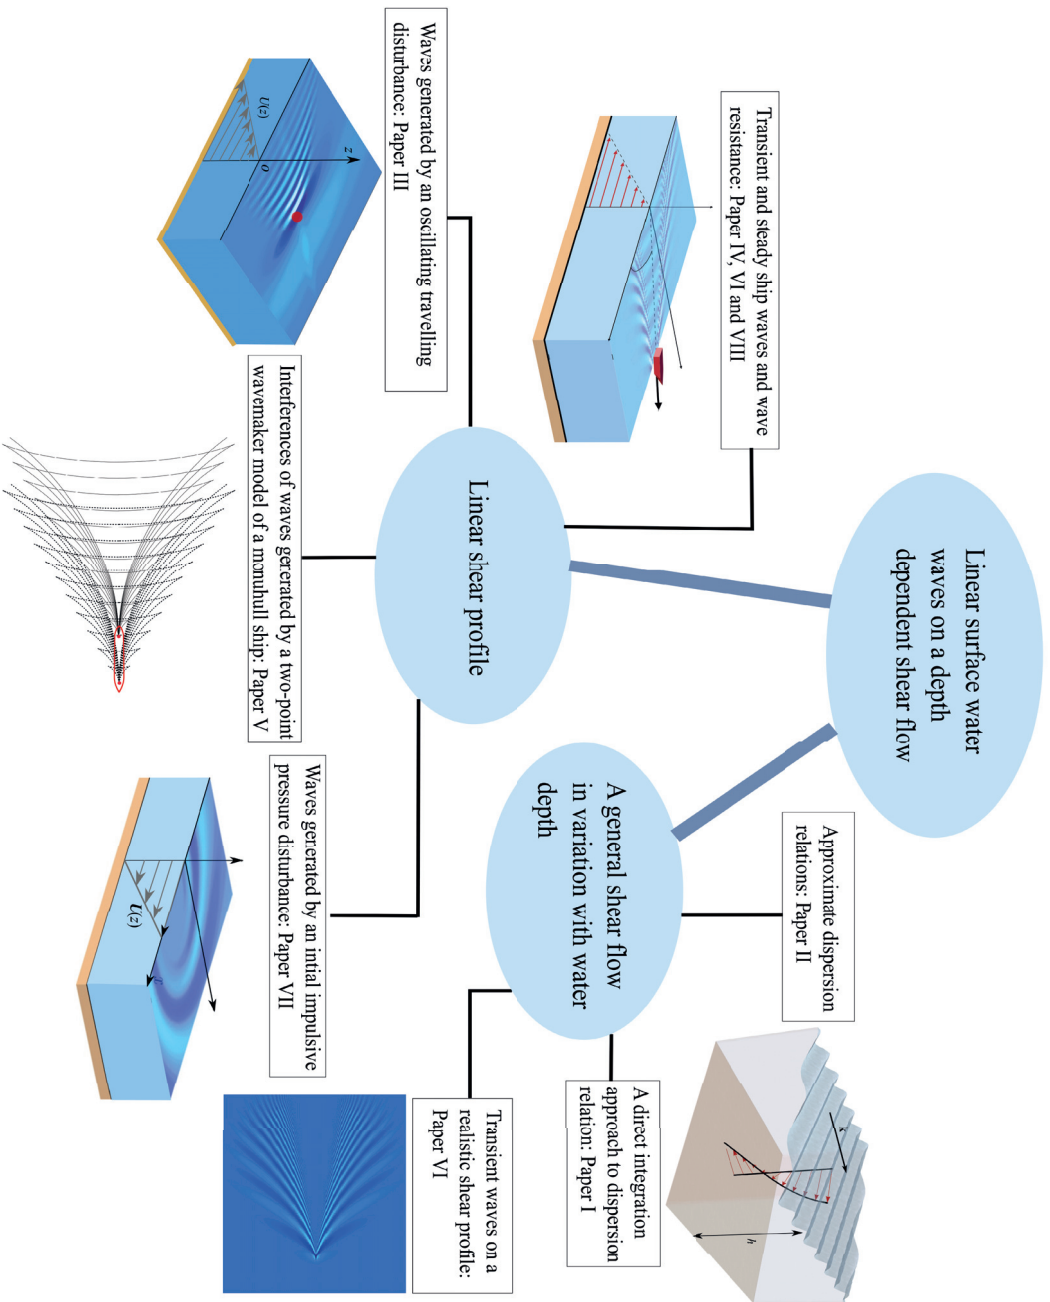 Linear surface water
waves on a depth
dependent shear flow
Linear shear profile
A general shear flow
in variation with water
depth
Transient and steady ship waves and wave
resistance: Paper IV, VI and VIII
Waves generated by an oscillating travelling
disturbance: Paper III
U(z)
z
O
Interferences of waves generated by a two-point
wavemaker model of a monohull ship: Paper V
Waves generated by an intial impulsive
pressure disturbance: Paper VII
U(z)
Approximate dispersion
relations: Paper II
A direct integration
approach to dispersion
relation: Paper I
k
h
Transient waves on a
realistic shear profile:
Paper VI